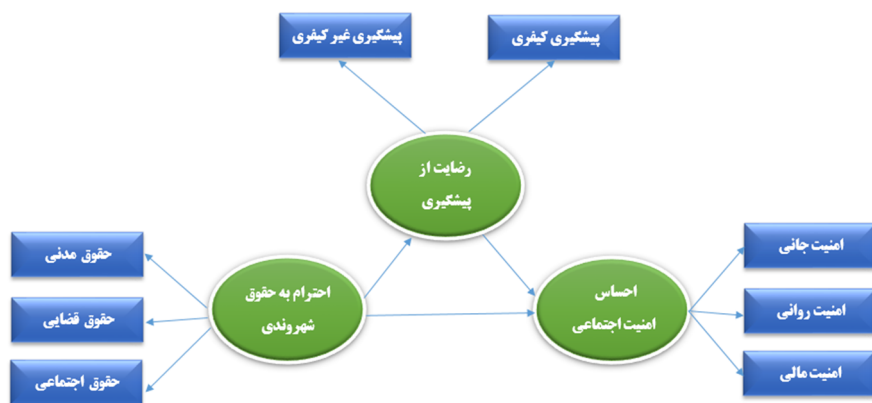 پیشگیری کیفری
پیشگیری غیر کیفری
رضایت از
پیشگیری
احترام به حقوق
شهروندی
احساس
امنیت اجتماعی
امنیت جانی
امنیت روانی
امنیت مالی
حقوق مدنی
حقوق قضایی
حقوق اجتماعی